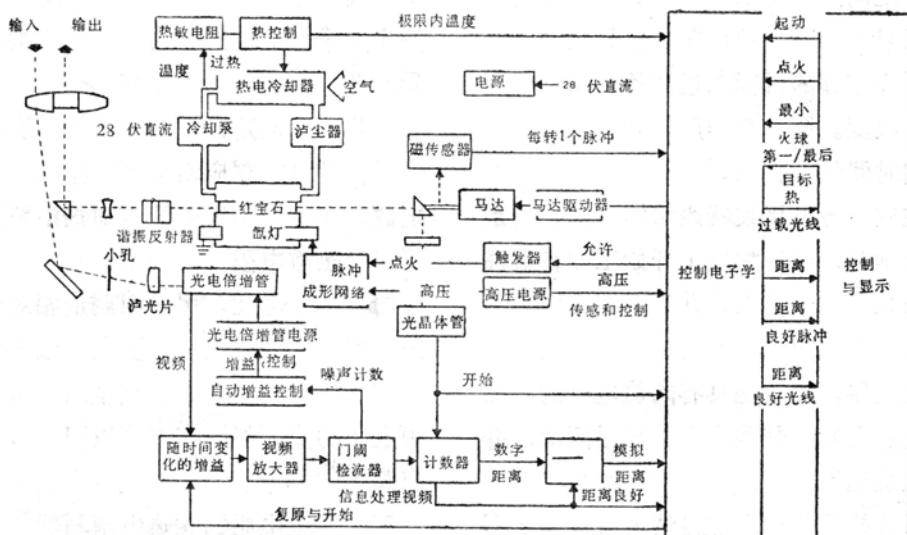 输入
输出
热敏电阻
热控制
极限内温度
温度
过热
热电冷却器
空气
电源
28 伏直流
28 伏直流
冷却泵
泸尘器
磁传感器
每转1个脉冲
红宝石
氙灯
谐振反射器
马达
马达驱动器
小孔
泸光片
光电倍增管
脉冲
成形网络
点火
触发器
允许
高压
高压电源
高压
传感和控制
光晶体管
光电倍增管电源
增益
控制
视频
自动增益控制
噪声计数
开始
随时间变
化的增益
视频
放大器
门阈
检流器
计数器
数字
距离
模拟
距离
信息处理视频
距离良好
复原与开始
控制电子学
起动
点火
最小
火球
第一/最后
目标
热
过载光线
距离
距离
良好脉冲
距离
良好光线
控制
与显示